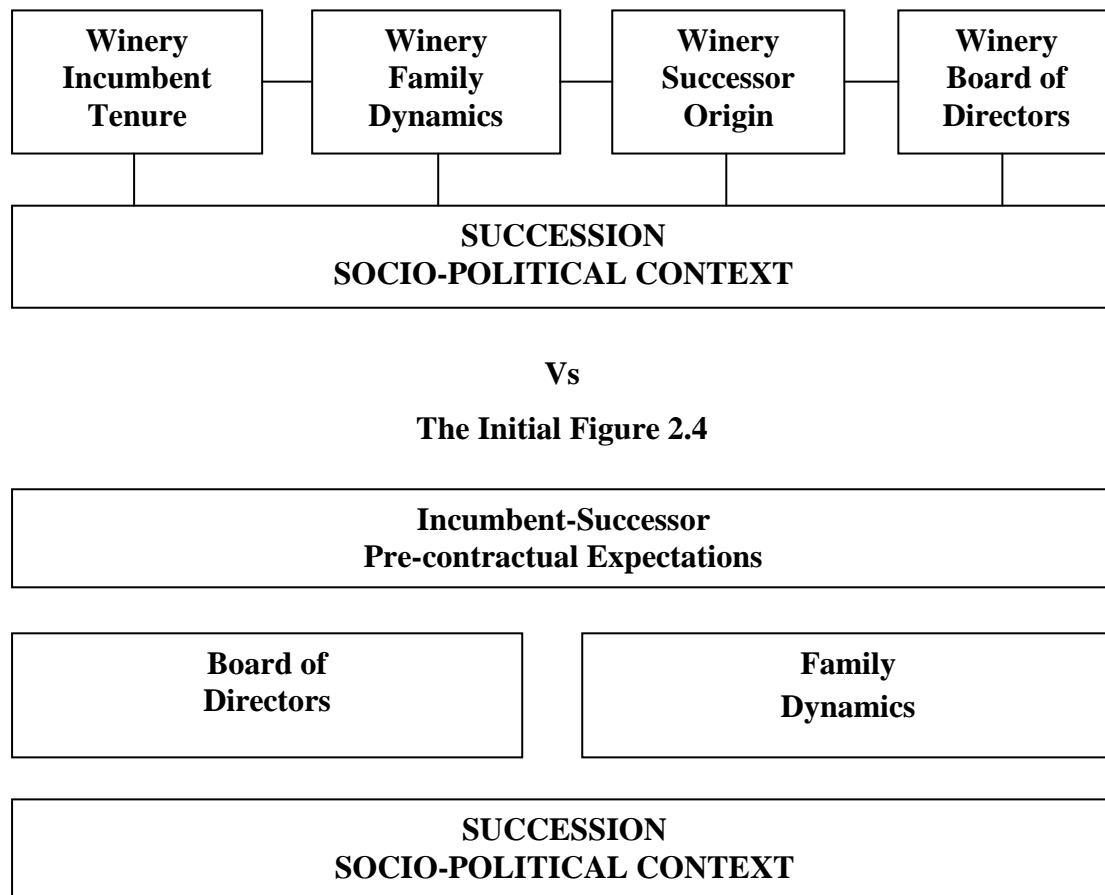 Winery
Incumbent
Tenure
Winery
Family
Dynamics
Winery
Successor
Origin
Winery
Board of
Directors
SUCCESSION
SOCIO-POLITICAL CONTEXT
Vs
The Initial Figure 2.4
Incumbent-Successor
Pre-contractual Expectations
Board of
Directors
Family
Dynamics
SUCCESSION
SOCIO-POLITICAL CONTEXT